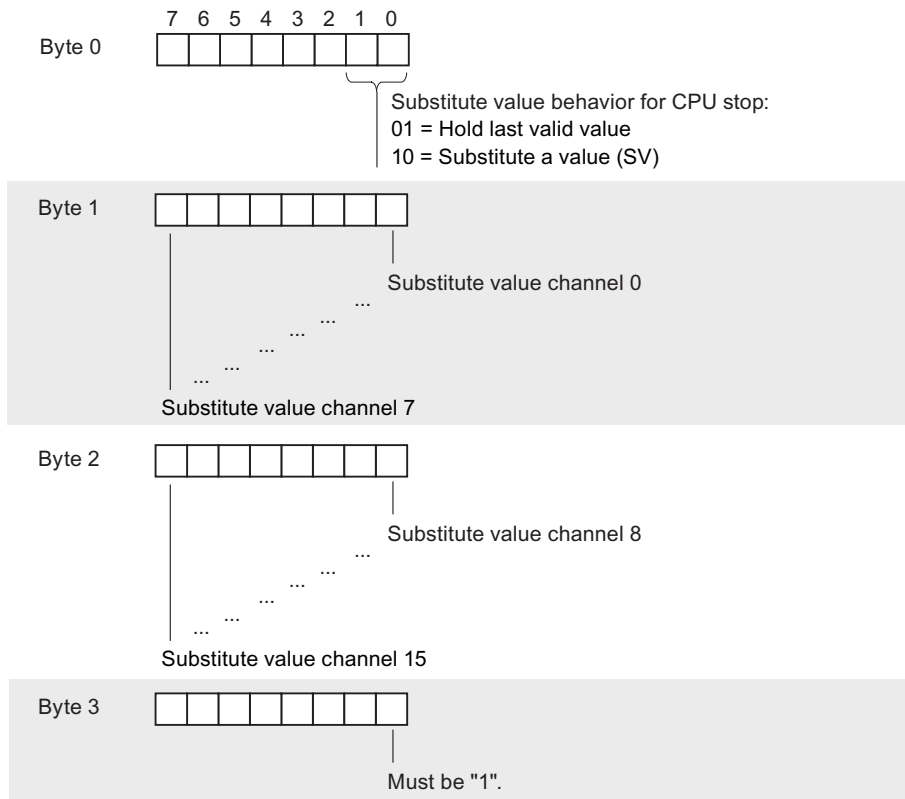 7 6 5 4 3 2 1 0
Byte 0
Substitute value behavior for CPU stop:
01 = Hold last valid value
10 = Substitute a value (SV)
Byte 1
Substitute value channel 0
...
...
...
...
...
...
Substitute value channel 7
Byte 2
Substitute value channel 8
...
...
...
...
...
...
Substitute value channel 15
Byte 3
Must be "1".